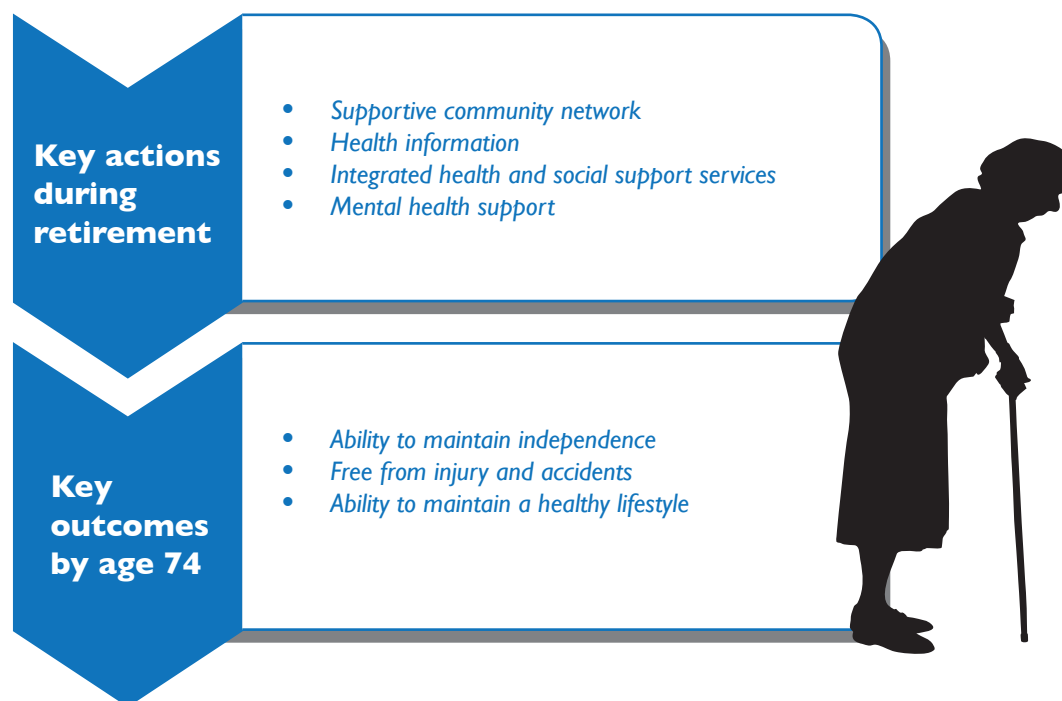 Key actions
during
retirement
• Supportive community network
• Health information
• Integrated health and social support services
• Mental health support
Key
outcomes
by age 74
• Ability to maintain independence
• Free from injury and accidents
• Ability to maintain a healthy lifestyle